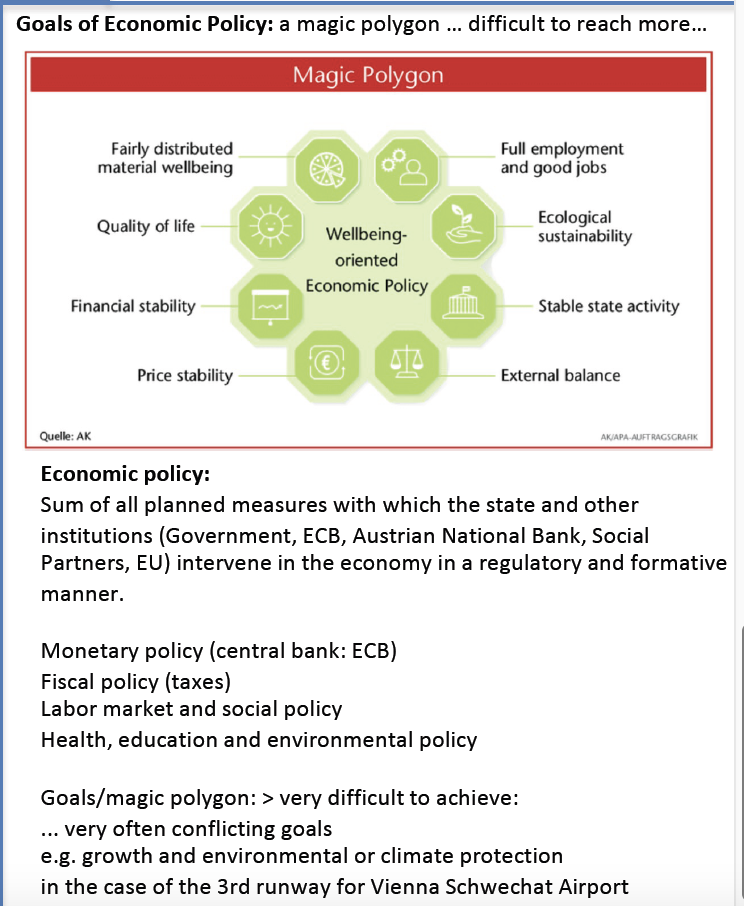 Goals of Economic Policy: a magic polygon ... difficult to reach more...
Magic Polygon
Fairly distributed
material wellbeing
Full employment
and good jobs
Quality of life
Ecological
sustainability
Wellbeing-
oriented
Economic Policy
Financial stability
Stable state activity
Price stability
€
External balance
Quelle: AK
AK/APA-AUFTRAGSGRAFIK
Economic policy:
Sum of all planned measures with which the state and other
institutions (Government, ECB, Austrian National Bank, Social
Partners, EU) intervene in the economy in a regulatory and formative
manner.
Monetary policy (central bank: ECB)
Fiscal policy (taxes)
Labor market and social policy
Health, education and environmental policy
Goals/magic polygon: > very difficult to achieve:
... very often conflicting goals
e.g. growth and environmental or climate protection
in the case of the 3rd runway for Vienna Schwechat Airport